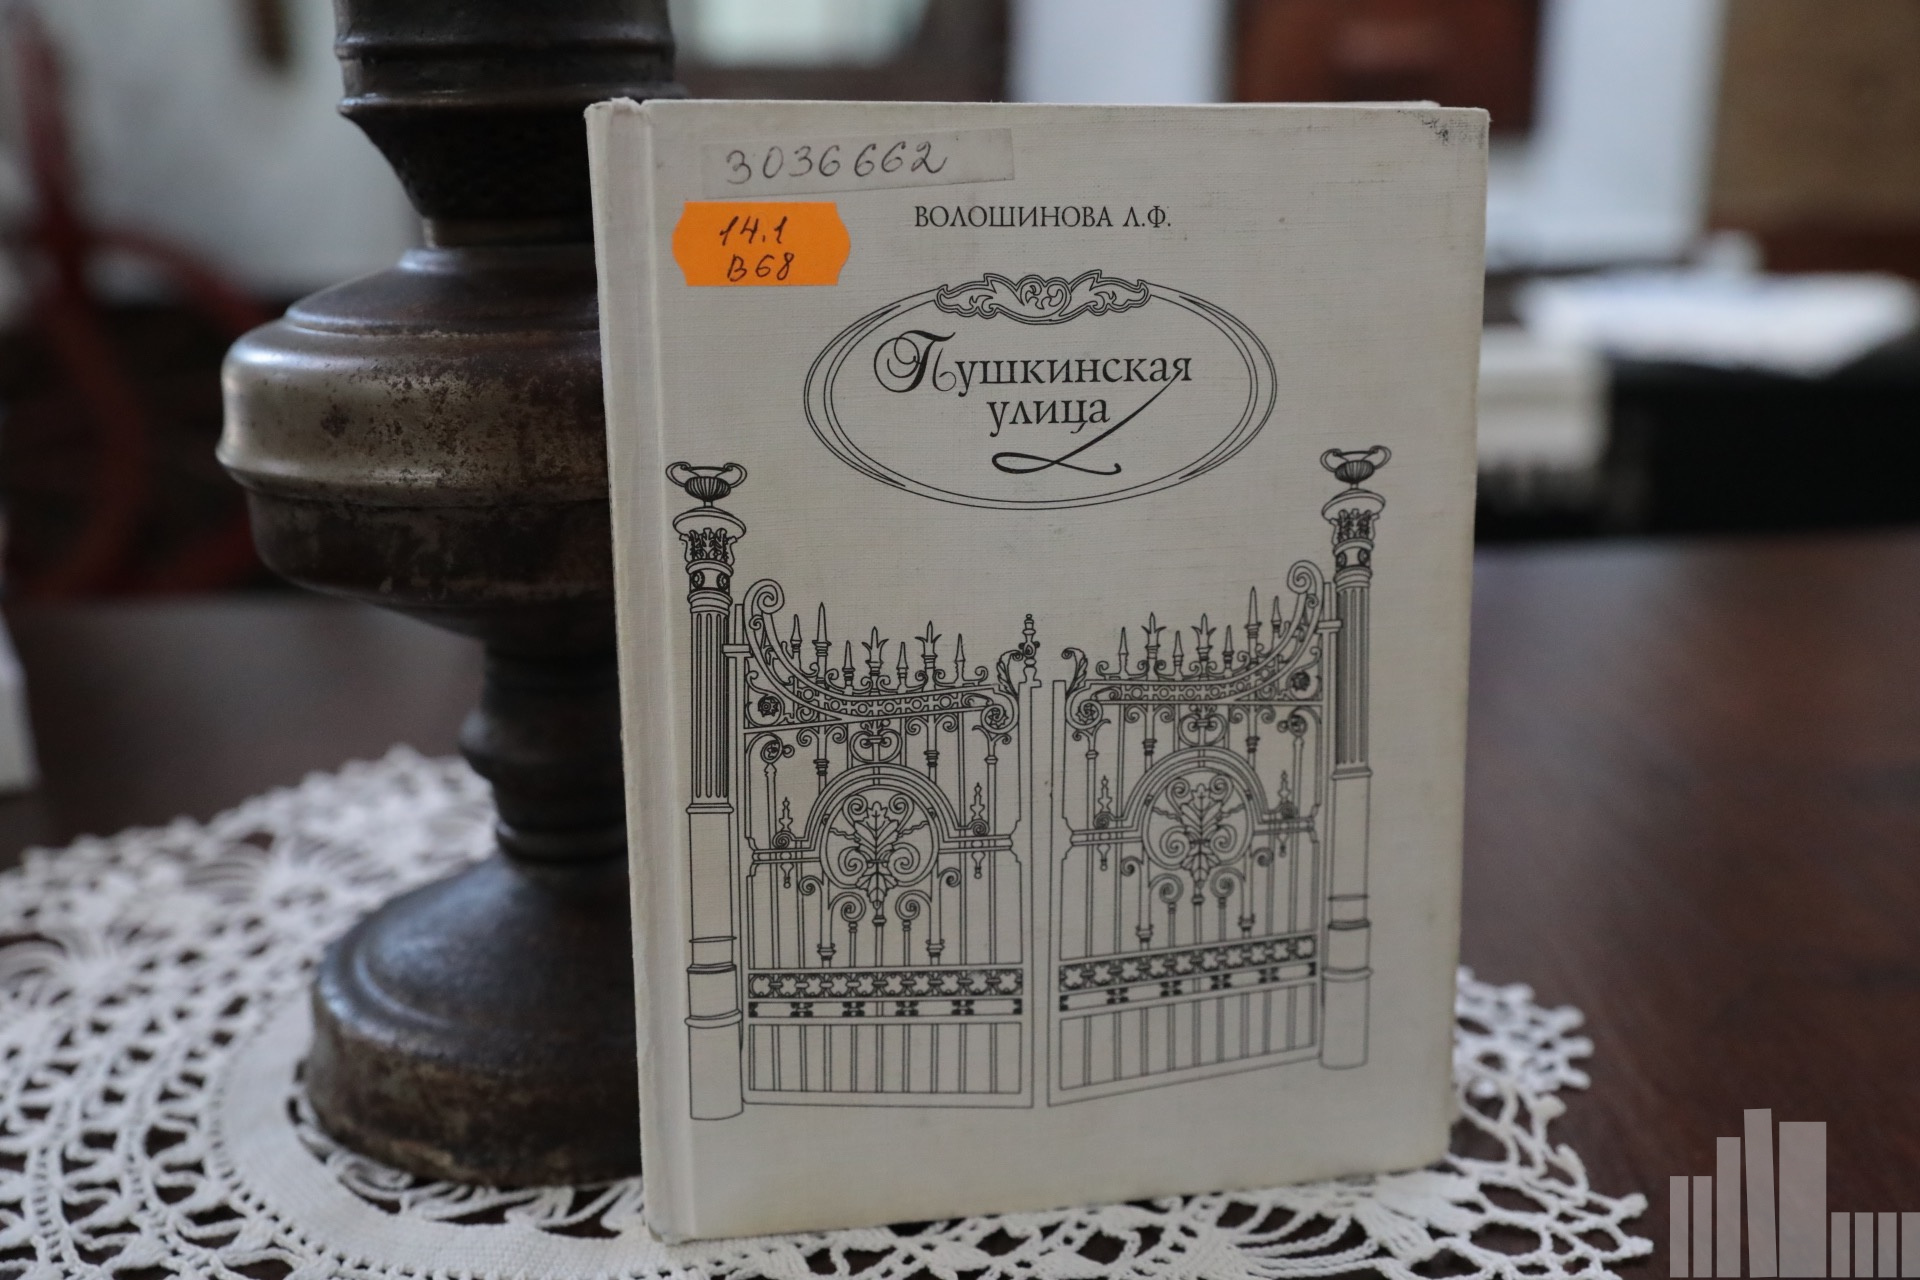 3036662
14.1
В68
ВОЛОШИНОВА Л.Ф.
Пушкинская
улица